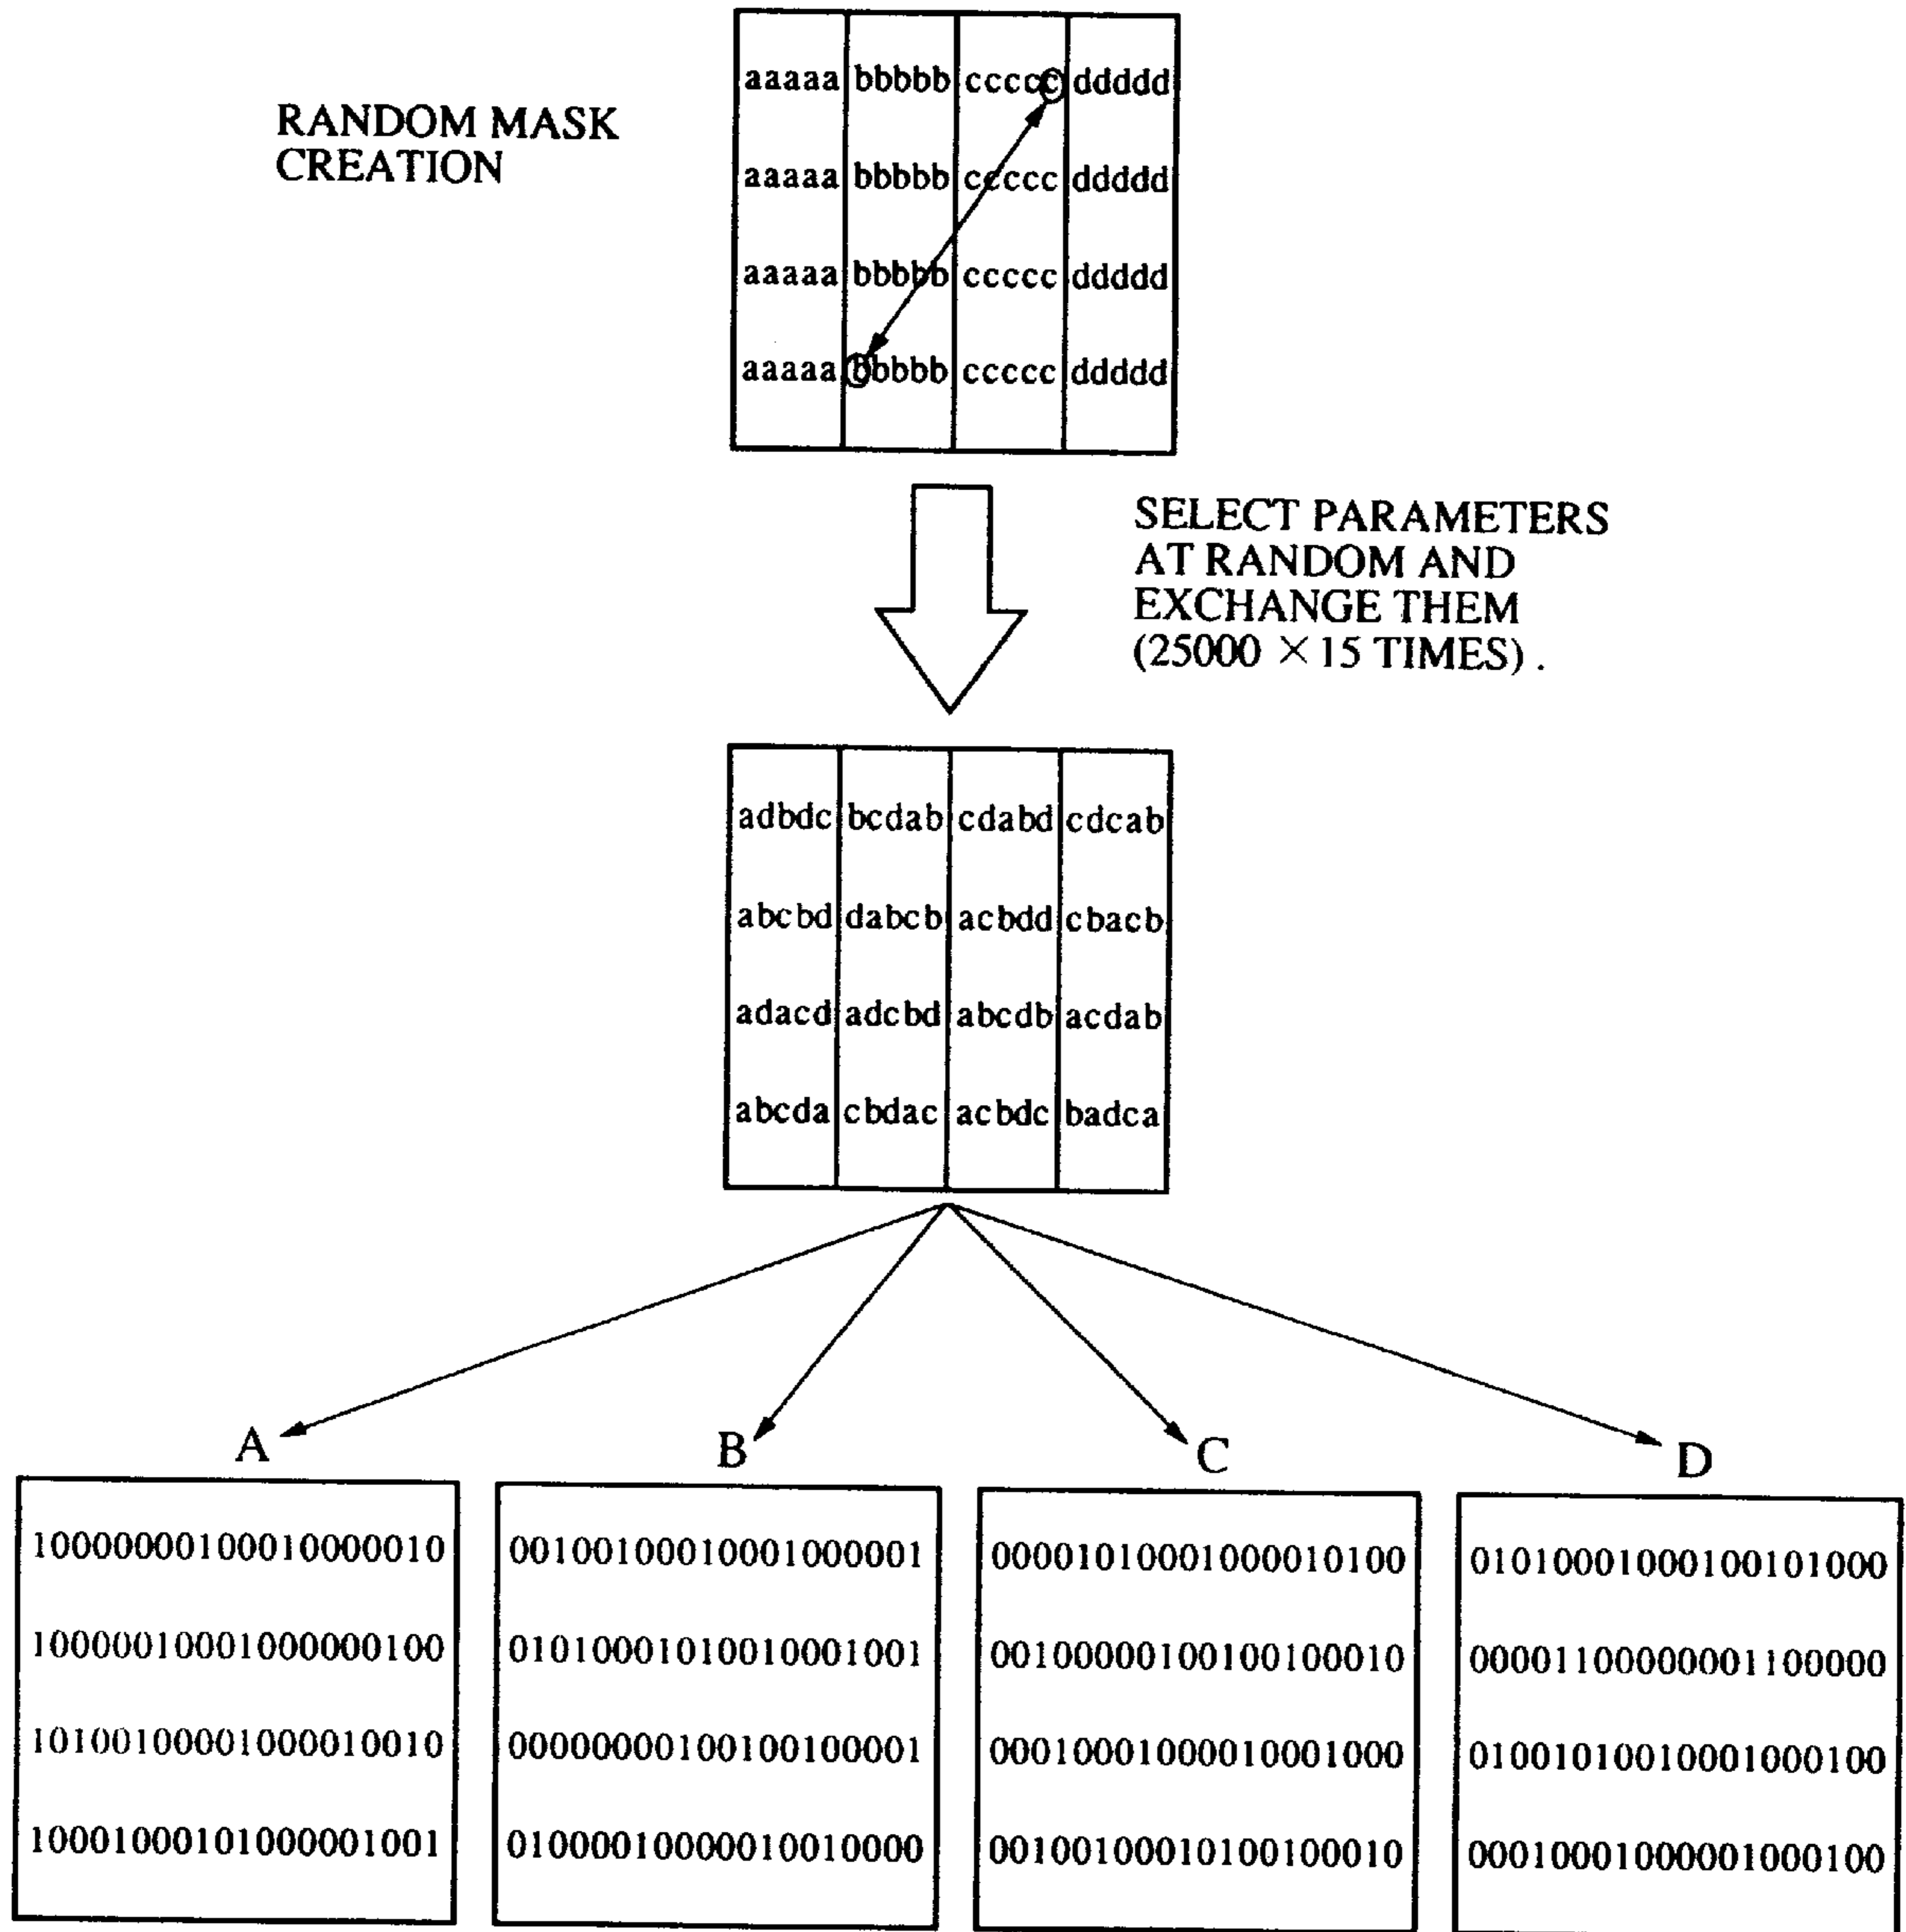 RANDOM MASK
CREATION
aaaaa bbbbb ccccc ddddd
aaaaa bbbbb ccccc ddddd
aaaaa bbbbb ccccc ddddd
aaaaa bbbbb ccccc ddddd
SELECT PARAMETERS
AT RANDOM AND
EXCHANGE THEM
(25000 × 15 TIMES) .
adbdc bcdab cdabd cdcab
abcbd dabcb acbdd cbacb
adacd adcbd abcdb acdab
abcda cbdac acbdc badca
A
10000000100010000010
10000010001000000100
10100100001000010010
10001000101000001001
B
00100100010001000001
01010001010010001001
00000000100100100001
01000010000010010000
C
00001010001000010100
00100000100100100010
00010001000010001000
00100100010100100010
D
01010001000100101000
00001100000001100000
01001010010001000100
00010001000001000100